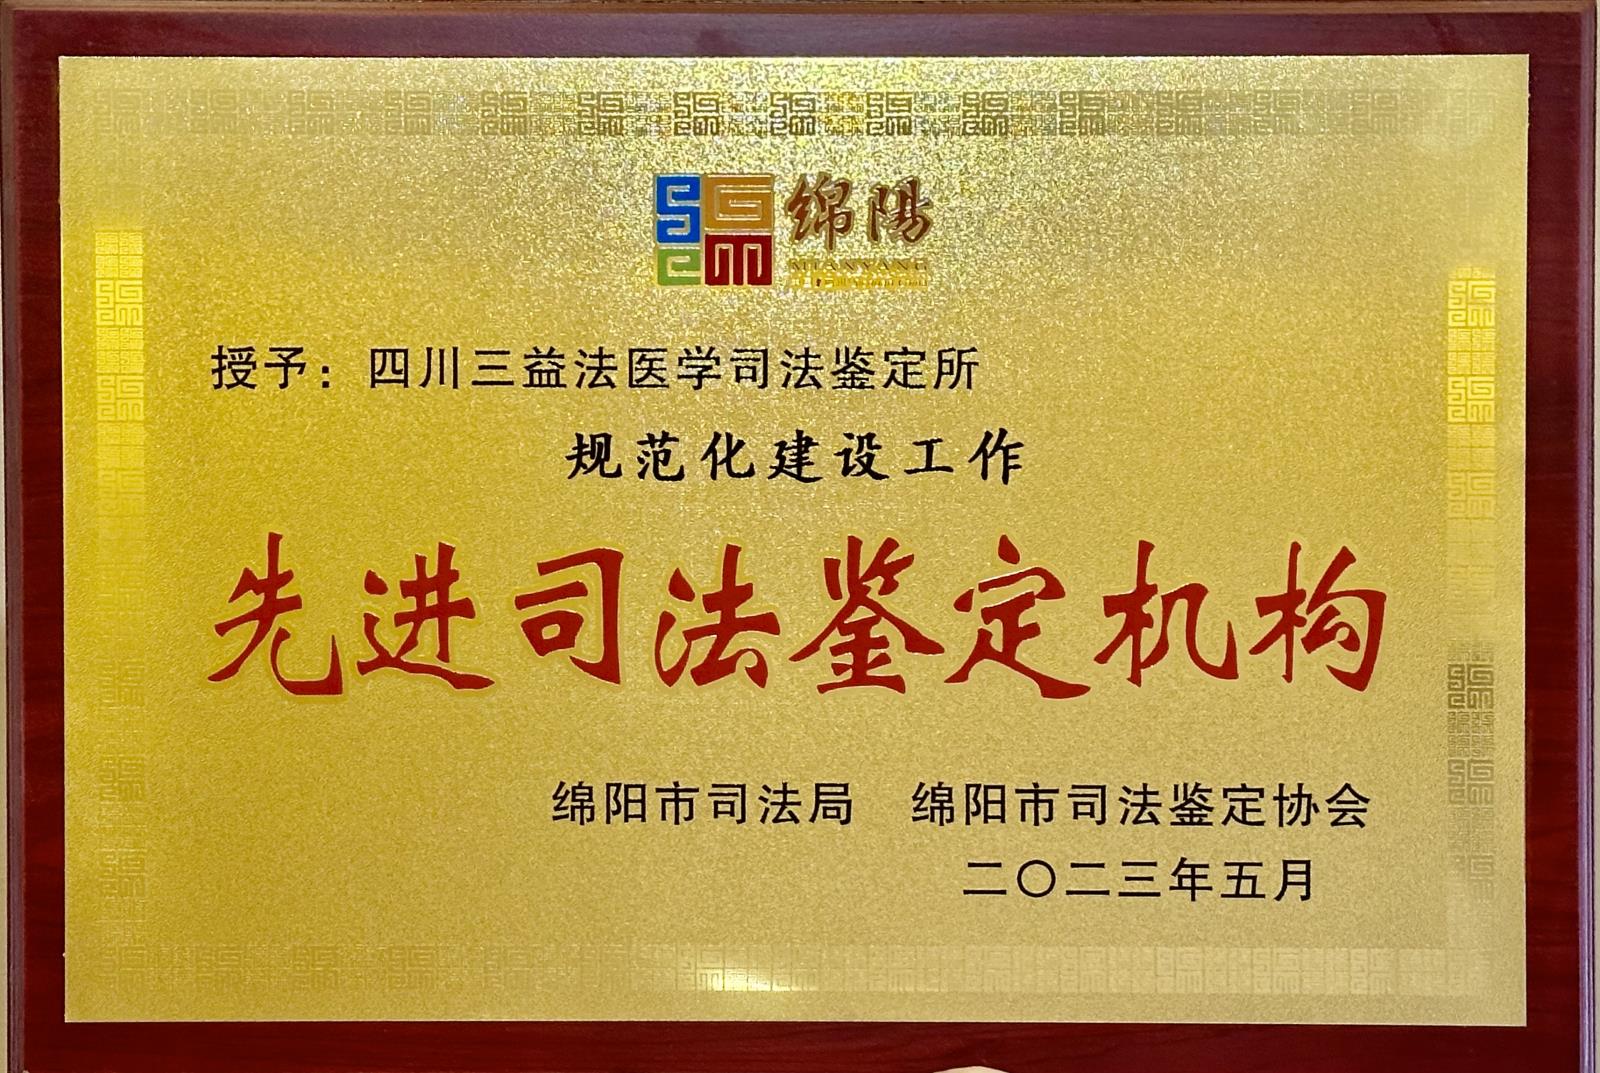 绵阳
MIANYANG
授予：四川三益法医学司法鉴定所
规范化建设工作
先进司法鉴定机构
绵阳市司法局 绵阳市司法鉴定协会
二〇二三年五月